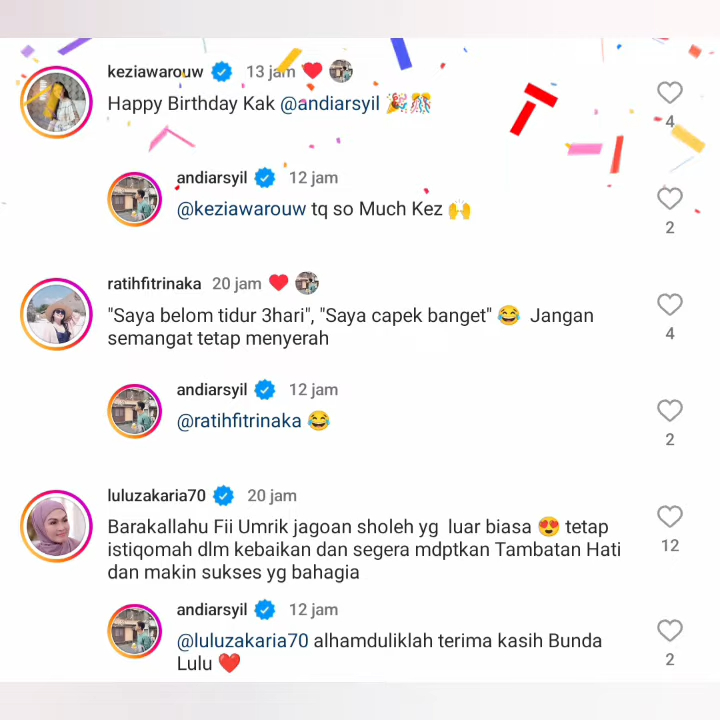 keziawarouw 13 jam
Happy Birthday Kak @andiarsyil 🎉🎊
4
andiarsyil 12 jam
@keziawarouw tq so Much Kez 🙌
2
ratihfitrinaka 20 jam
"Saya belom tidur 3hari", "Saya capek banget" 😂 Jangan
semangat tetap menyerah
4
andiarsyil 12 jam
@ratihfitrinaka 😂
2
luluzakaria70 20 jam
Barakallahu Fii Umrik jagoan sholeh yg luar biasa 😍 tetap
istiqomah dlm kebaikan dan segera mdptkan Tambatan Hati
dan makin sukses yg bahagia
12
andiarsyil 12 jam
@luluzakaria70 alhamduliklah terima kasih Bunda
Lulu ❤️
2